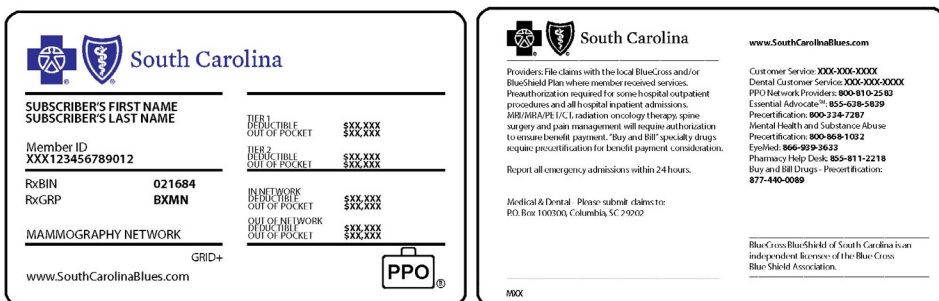 South Carolina
SUBSCRIBER'S FIRST NAME
SUBSCRIBER'S LAST NAME
Member ID
XXX123456789012
RxBIN 021684
RxGRP BXMN
MAMMOGRAPHY NETWORK
GRID+
www.SouthCarolinaBlues.com
TIER 1
DEDUCTIBLE $XX,XXX
OUT OF POCKET $XX,XXX
TIER 2
DEDUCTIBLE $XX,XXX
OUT OF POCKET $XX,XXX
IN NETWORK
DEDUCTIBLE $XX,XXX
OUT OF POCKET $XX,XXX
OUT OF NETWORK
DEDUCTIBLE $XX,XXX
OUT OF POCKET $XX,XXX
PPO®
South Carolina
Providers: File claims with the local BlueCross and/or
BlueShield Plan where member received services.
Preauthorization required for some hospital outpatient
procedures and all hospital inpatient admissions.
MRI/MRA/PET/CT, radiation oncology therapy, spine
surgery and pain management will require authorization
to ensure benefit payment. "Buy and Bill" specialty drugs
require precertification for benefit payment consideration.
Report all emergency admissions within 24 hours.
Medical & Dental - Please submit claims to:
P.O. Box 100300, Columbia, SC 29202
MXX
www.SouthCarolinaBlues.com
Customer Service: XXX-XXX-XXXX
Dental Customer Service: XXX-XXX-XXXX
PPO Network Providers: 800-810-2583
Essential Advocate℠: 855-638-5839
Precertification: 800-334-7287
Mental Health and Substance Abuse
Precertification: 800-868-1032
EyeMed: 866-939-3633
Pharmacy Help Desk: 855-811-2218
Buy and Bill Drugs - Precertification:
877-440-0089
BlueCross BlueShield of South Carolina is an
independent licensee of the Blue Cross
Blue Shield Association.